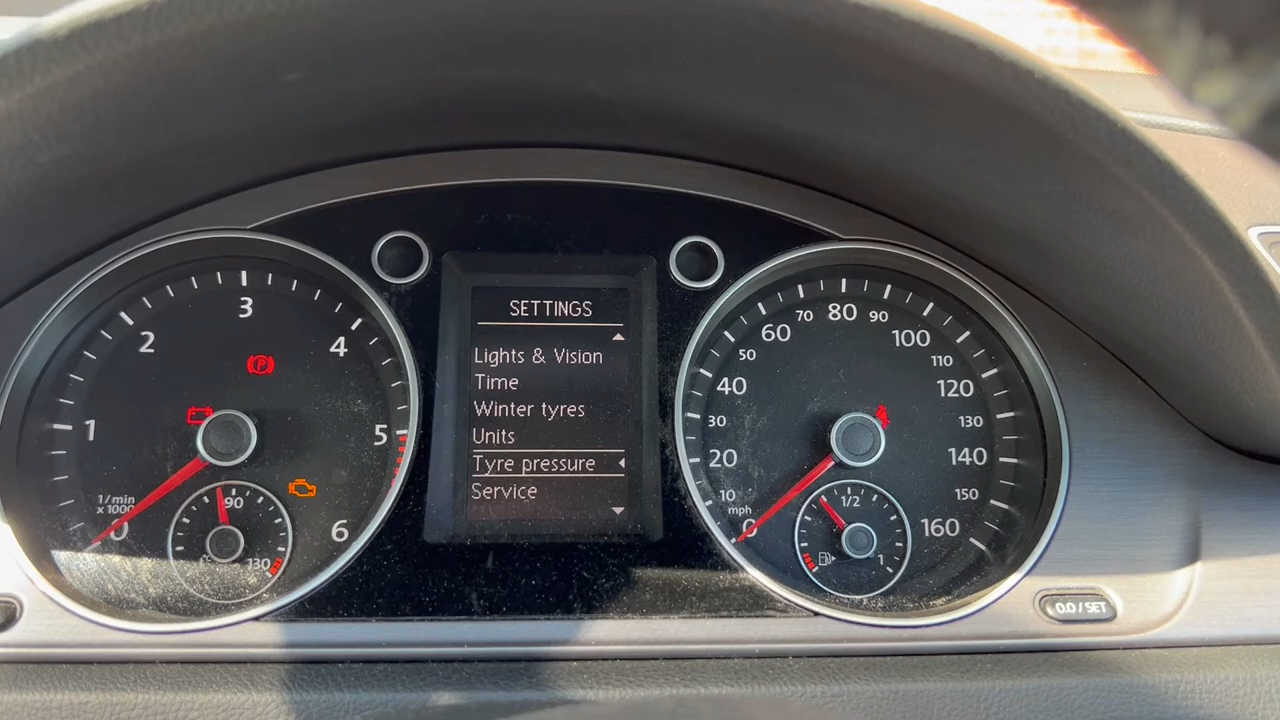 3
2
4
1
5
1/min
x 1000
0
6
90
130
P
SETTINGS
Lights & Vision
Time
Winter tyres
Units
Tyre pressure
Service
80
70
90
60
100
50
110
40
120
30
130
20
140
10
150
mph
0
160
1/2
1
0.0 / SET